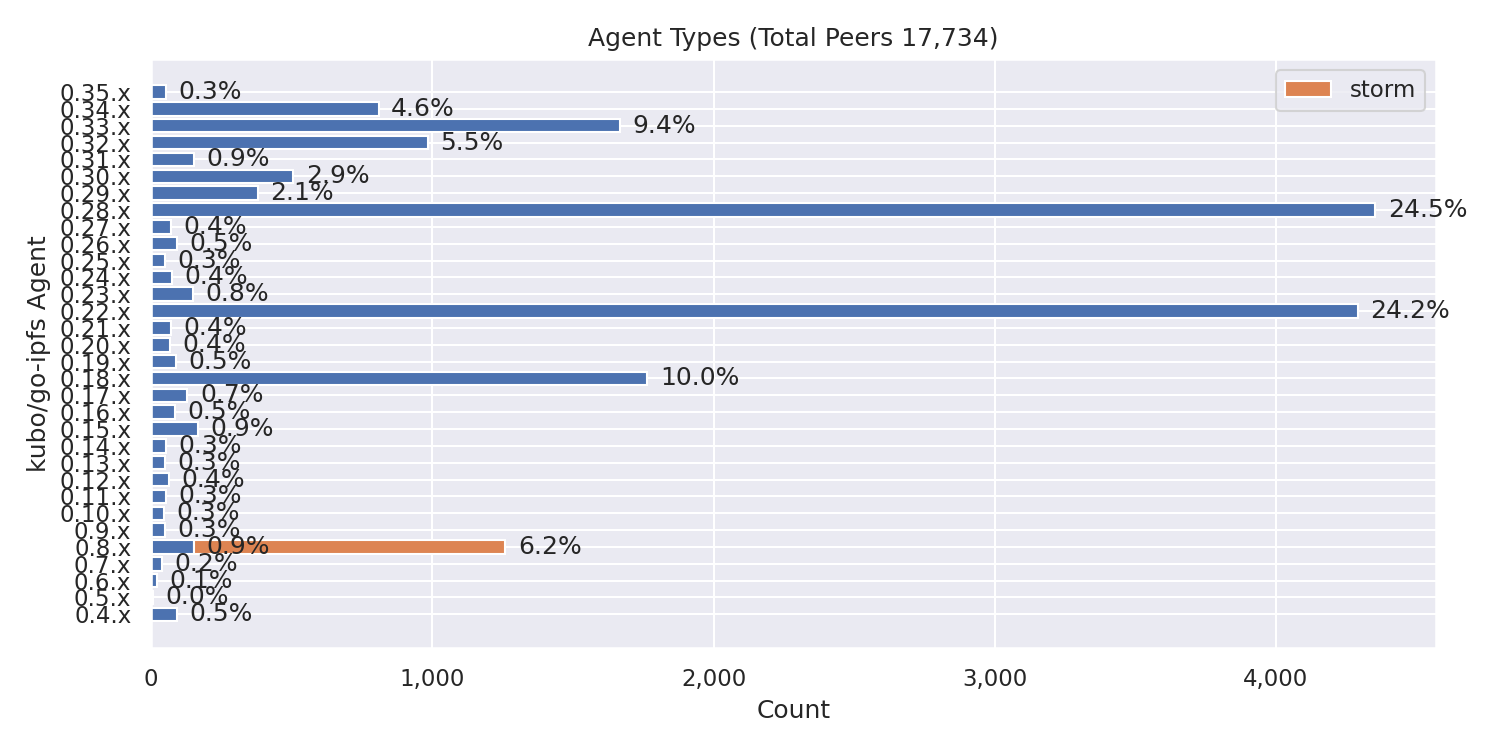 Agent Types (Total Peers 17,734)
storm
kubo/go-ipfs Agent
0.35.x 0.3%
0.34.x 4.6%
0.33.x 9.4%
0.32.x 5.5%
0.31.x 0.9%
0.30.x 2.9%
0.29.x 2.1%
0.28.x 24.5%
0.27.x 0.4%
0.26.x 0.5%
0.25.x 0.3%
0.24.x 0.4%
0.23.x 0.8%
0.22.x 24.2%
0.21.x 0.4%
0.20.x 0.4%
0.19.x 0.5%
0.18.x 10.0%
0.17.x 0.7%
0.16.x 0.5%
0.15.x 0.9%
0.14.x 0.3%
0.13.x 0.3%
0.12.x 0.4%
0.11.x 0.3%
0.10.x 0.3%
0.9.x 0.3%
0.8.x 0.9% 6.2%
0.7.x 0.2%
0.6.x 0.1%
0.5.x 0.0%
0.4.x 0.5%
0 1,000 2,000 3,000 4,000
Count